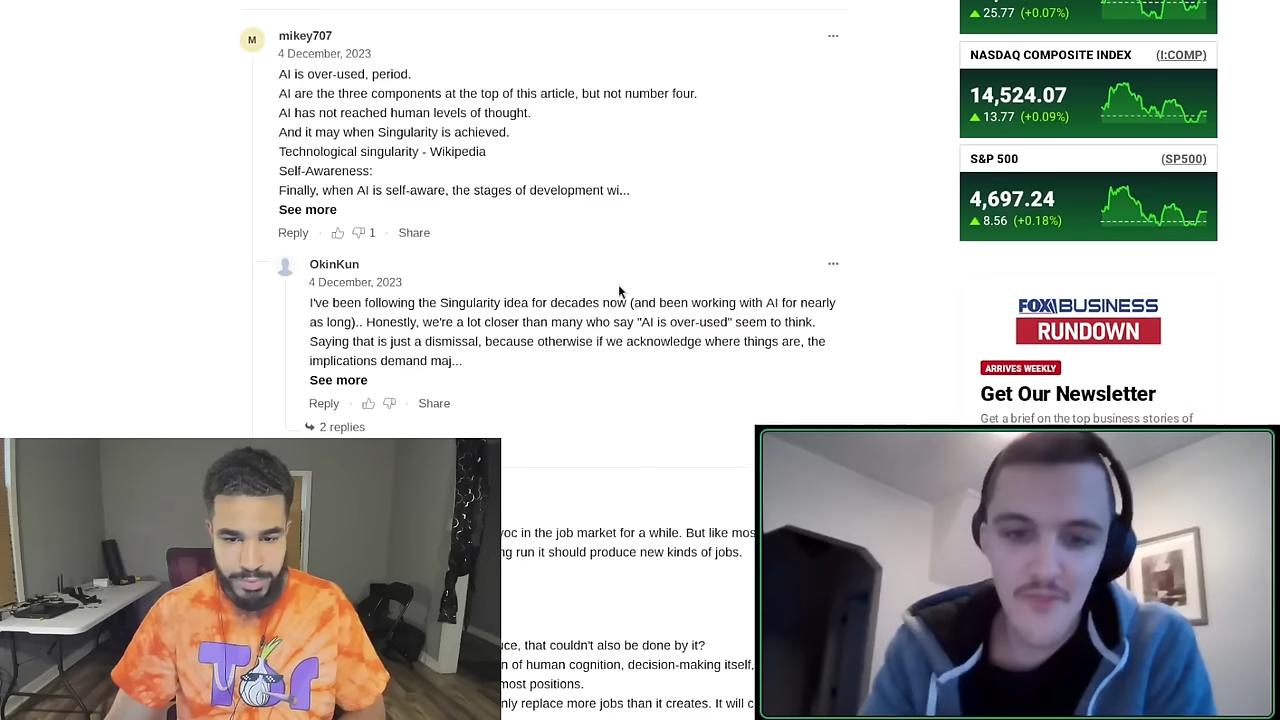 M
mikey707
4 December, 2023
AI is over-used, period.
AI are the three components at the top of this article, but not number four.
AI has not reached human levels of thought.
And it may when Singularity is achieved.
Technological singularity - Wikipedia
Self-Awareness:
Finally, when AI is self-aware, the stages of development wi...
See more
Reply · 1 · Share
OkinKun
4 December, 2023
I've been following the Singularity idea for decades now (and been working with AI for nearly
as long).. Honestly, we're a lot closer than many who say "AI is over-used" seem to think.
Saying that is just a dismissal, because otherwise if we acknowledge where things are, the
implications demand maj...
See more
Reply · Share
2 replies
in the job market for a while. But like
run it should produce new kinds of jobs.
that couldn't also be done by it?
of human cognition, decision-making itself,
most positions.
replace more jobs than it creates. It will
25.77 (+0.07%)
NASDAQ COMPOSITE INDEX (I:COMP)
14,524.07
13.77 (+0.09%)
S&P 500 (SP500)
4,697.24
8.56 (+0.18%)
FOX BUSINESS
RUNDOWN
ARRIVES WEEKLY
Get Our Newsletter
Get a brief on the top business stories of
Tor